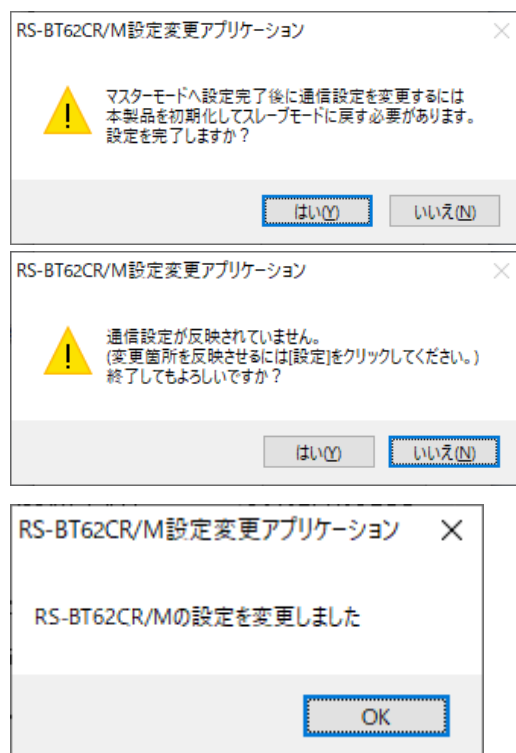 RS-BT62CR/M設定変更アプリケーション
マスターモードへ設定完了後に通信設定を変更するには
本製品を初期化してスレーブモードに戻す必要があります。
設定を完了しますか？
はい(Y)
いいえ(N)
RS-BT62CR/M設定変更アプリケーション
通信設定が反映されていません。
(変更箇所を反映させるには[設定]をクリックしてください。)
終了してもよろしいですか？
はい(Y)
いいえ(N)
RS-BT62CR/M設定変更アプリケーション
RS-BT62CR/Mの設定を変更しました
OK